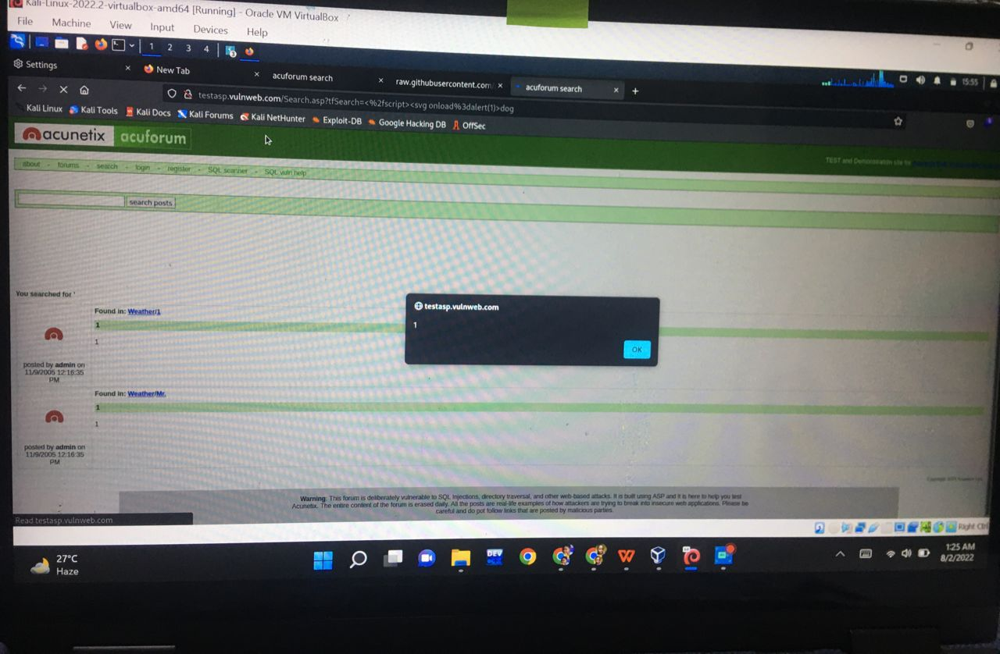 Kali-Linux-2022.2-virtualbox-amd64 [Running] - Oracle VM VirtualBox
File Machine View Input Devices Help
1 2 3 4
15:55
Settings
New Tab
acuforum search
raw.githubusercontent.com/
acuforum search
testasp.vulnweb.com/Search.asp?tfSearch=<%2fscript><svg onload%3dalert(1)>dog
Kali Linux Kali Tools Kali Docs Kali Forums Kali NetHunter Exploit-DB Google Hacking DB OffSec
acunetix acuforum
TEST and Demonstration site for
about - forums - search - login - register - SQL scanner - SQL vuln help
search posts
You searched for '
Found in: Weather/1
1
1
posted by admin on
11/9/2005 12:16:35
PM
testasp.vulnweb.com
1
OK
Found in: Weather/Mr.
1
1
posted by admin on
11/9/2005 12:16:35
PM
Warning: This forum is deliberately vulnerable to SQL Injections, directory traversal, and other web-based attacks. It is built using ASP and it is here to help you test
Acunetix. The entire content of the forum is erased daily. All the posts are real-life examples of how attackers are trying to break into insecure web applications. Please be
careful and do not follow links that are posted by malicious parties.
Read testasp.vulnweb.com
Right Ctrl
27°C
Haze
DEV
1:25 AM
8/2/2022